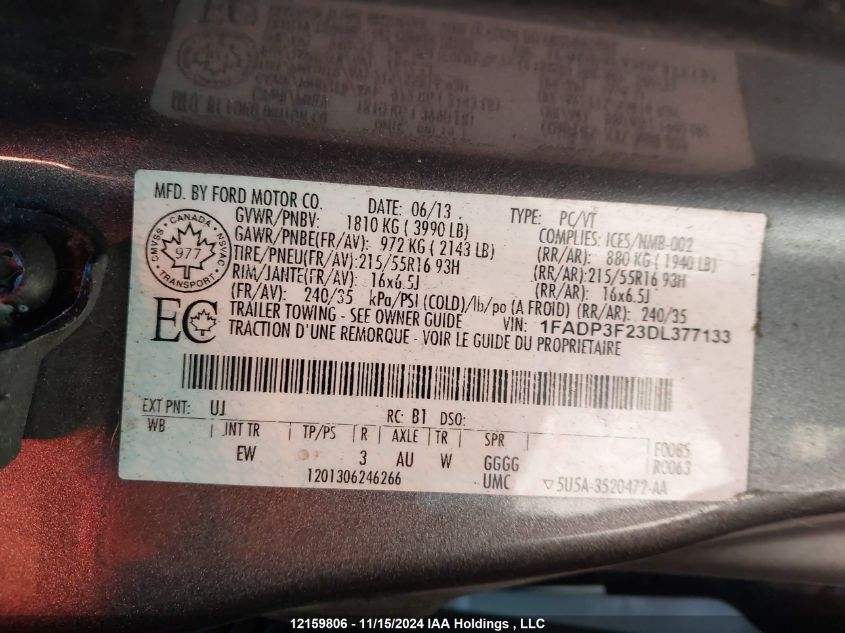 MFD. BY FORD MOTOR CO. DATE: 06/13 TYPE: PC/VT
GVWR/PNBV: 1810 KG ( 3990 LB) COMPLIES: ICES/NMB-002
GAWR/PNBE(FR/AV): 972 KG ( 2143 LB) (RR/AR): 880 KG ( 1940 LB)
TIRE/PNEU(FR/AV): 215/55R16 93H (RR/AR): 215/55R16 93H
RIM/JANTE(FR/AV): 16x6.5J (RR/AR): 16x6.5J
(FR/AV): 240/35 kPa/PSI (COLD)/lb/po (A FROID) (RR/AR): 240/35
TRAILER TOWING - SEE OWNER GUIDE VIN: 1FADP3F23DL377133
TRACTION D'UNE REMORQUE - VOIR LE GUIDE DU PROPRIETAIRE
CMVSS · CANADA · NSVAC
977
TRANSPORT
EC
EXT PNT: UJ RC: B1 DSO:
WB INT TR TP/PS R AXLE TR SPR F0085
EW 3 AU W GGGG R0063
1201306246266 UMC ▽5U5A-3520472-AA
12159806 - 11/15/2024 IAA Holdings , LLC